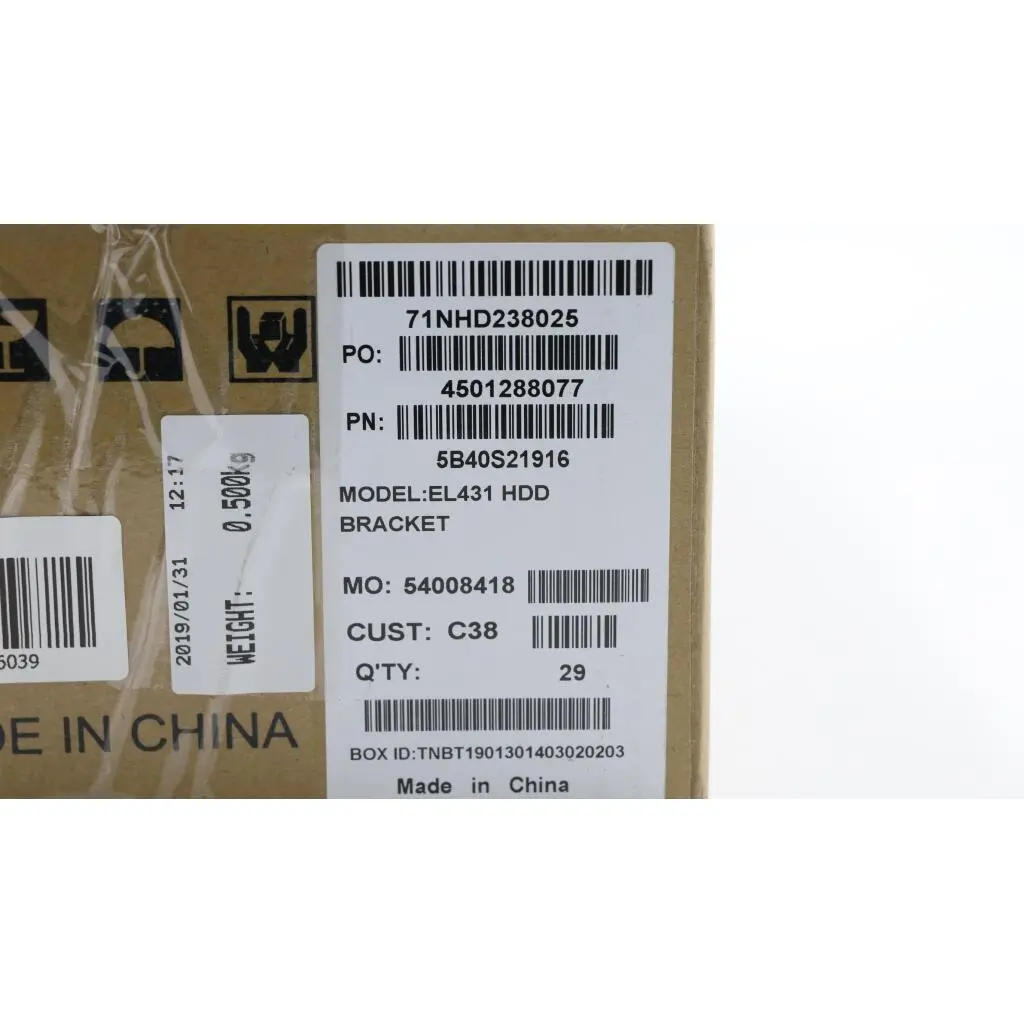 71NHD238025
PO:
4501288077
PN:
5B40S21916
MODEL:EL431 HDD
BRACKET
MO: 54008418
CUST: C38
Q'TY: 29
BOX ID:TNBT1901301403020203
Made in China
2019/01/31 12:17
WEIGHT: 0.500kg
6039
DE IN CHINA